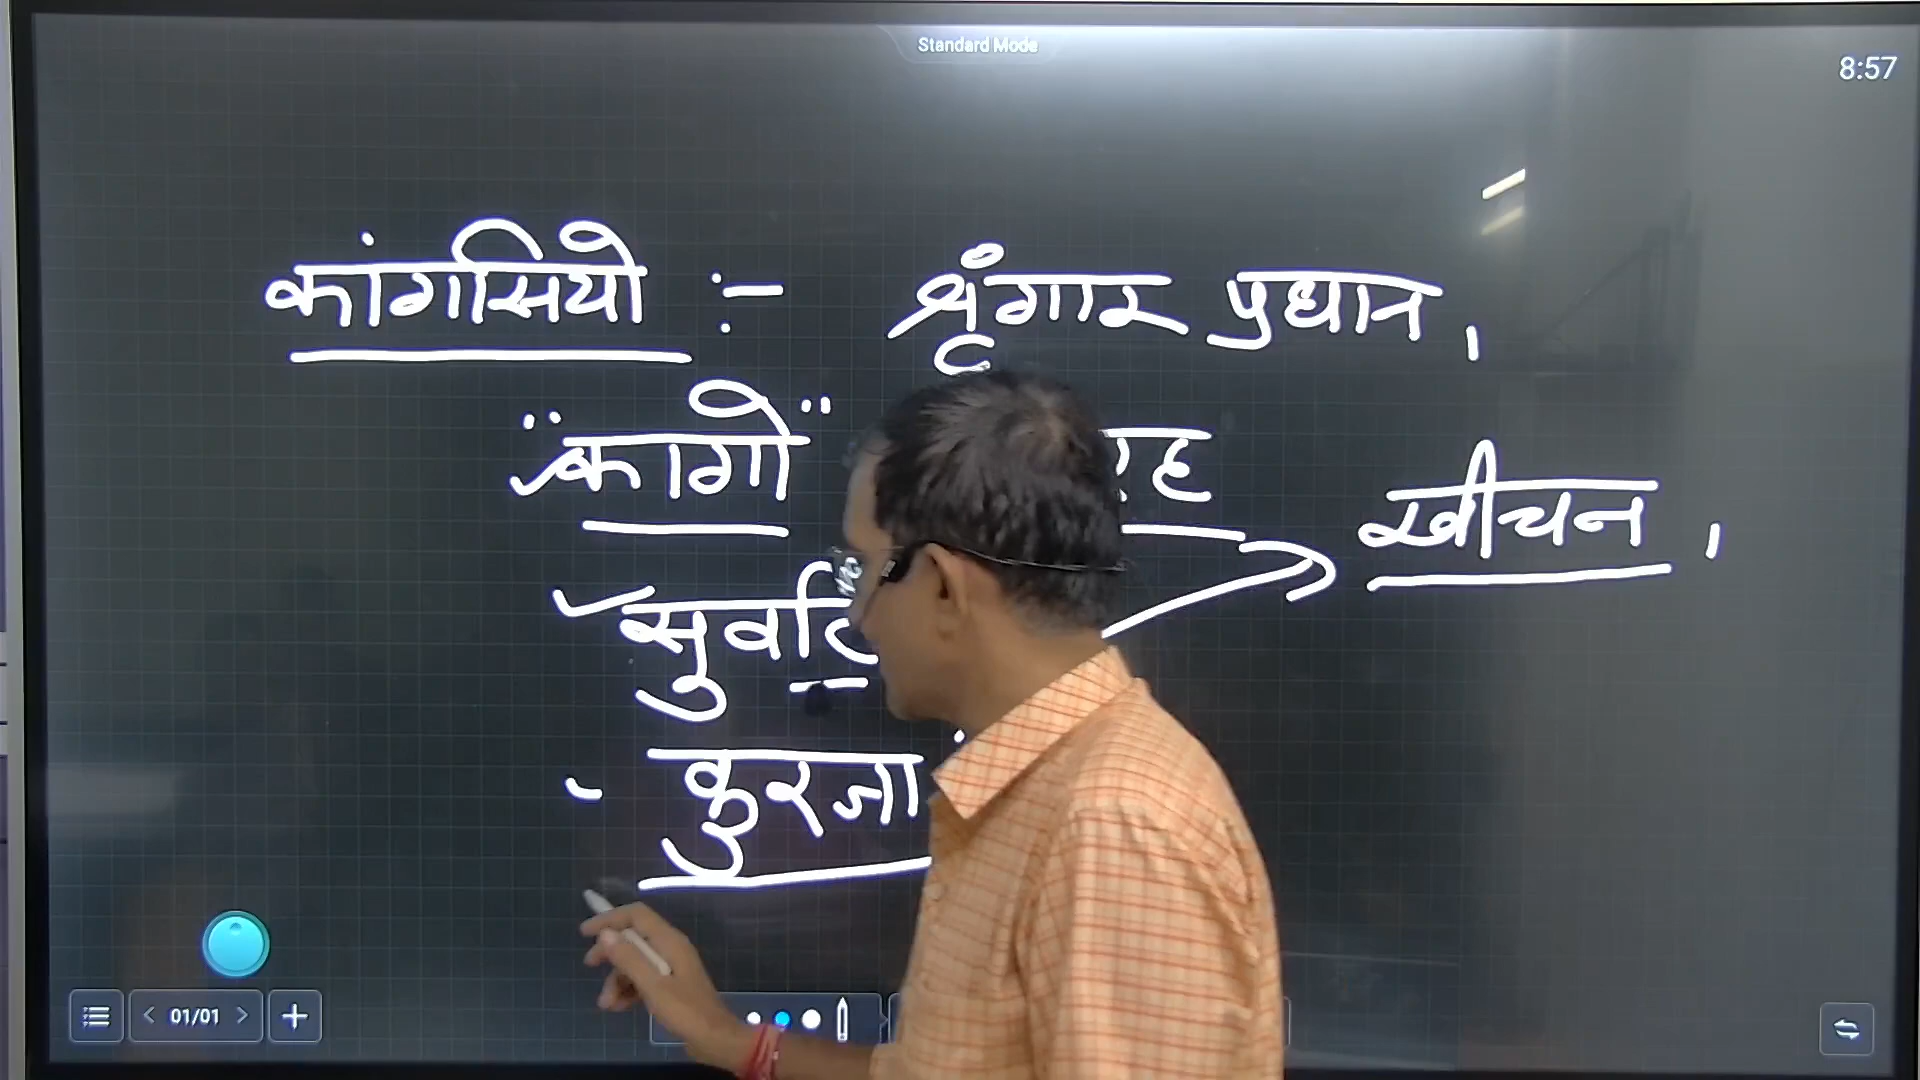 Standard Mode
8:57
कांगसियो :- श्रृंगार प्रधान,
"कागो"
खीचन,
कुरजा
01/01